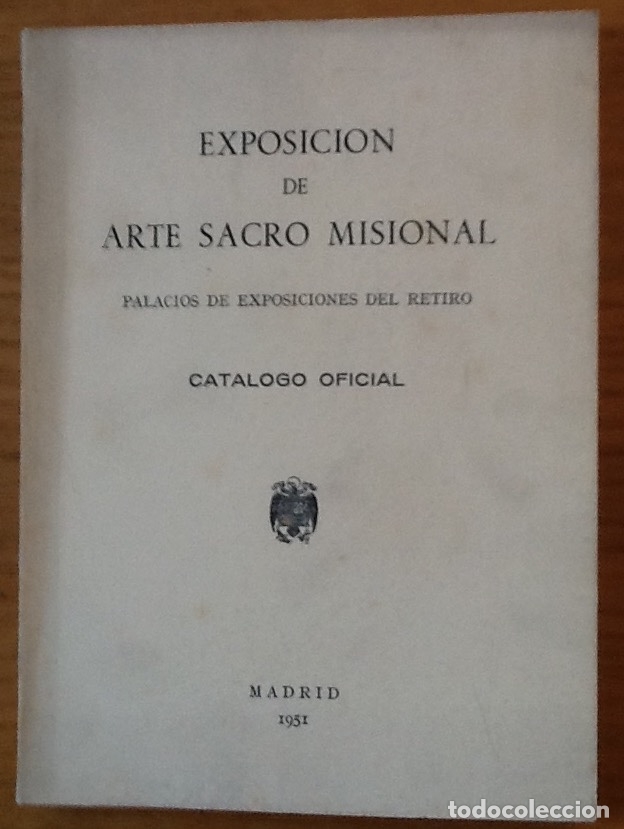 EXPOSICION
DE
ARTE SACRO MISIONAL
PALACIOS DE EXPOSICIONES DEL RETIRO
CATALOGO OFICIAL
MADRID
1951
todocoleccion